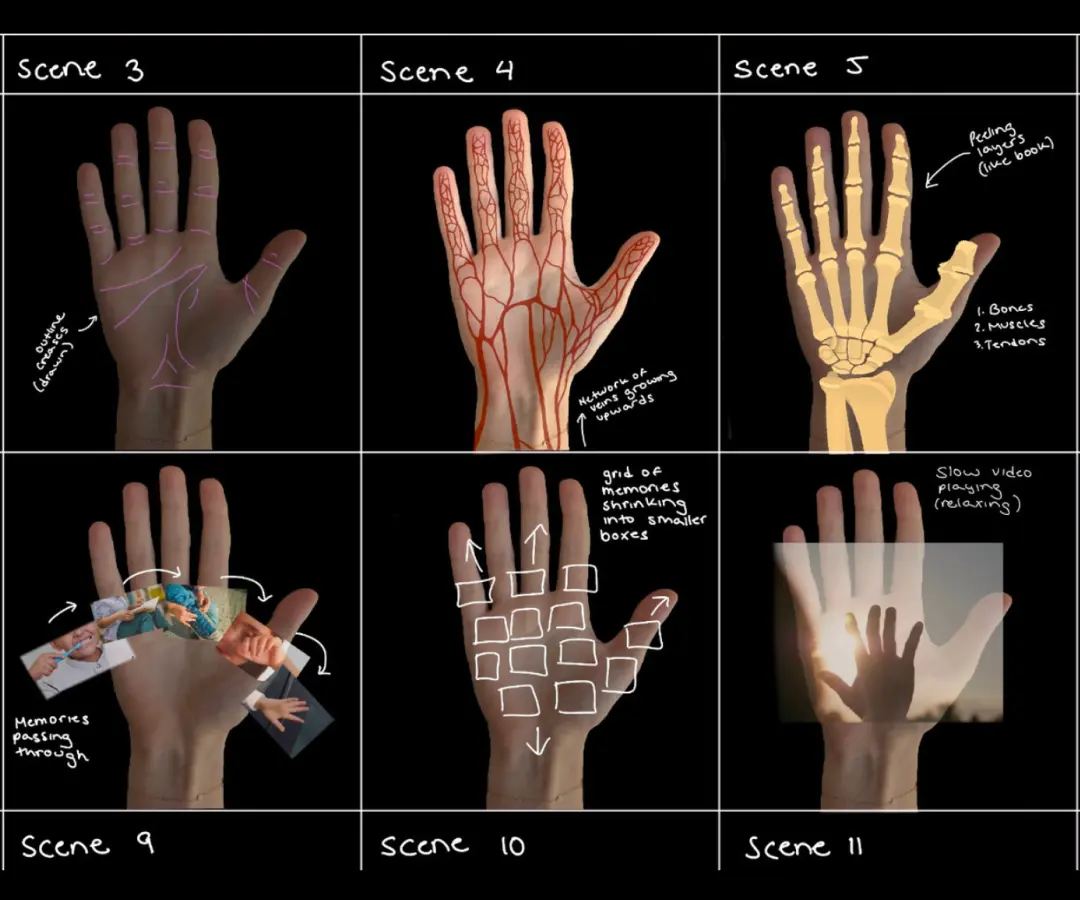 Scene 3
Scene 4
Scene 5
outline
creases
(drawn)
Network of
veins growing
upwards
Peeling
layers
(like book)
1. Bones
2. Muscles
3. Tendons
Memories
passing
through
grid of
memories
shrinking
into smaller
boxes
Slow video
playing
(relaxing)
Scene 9
Scene 10
Scene 11